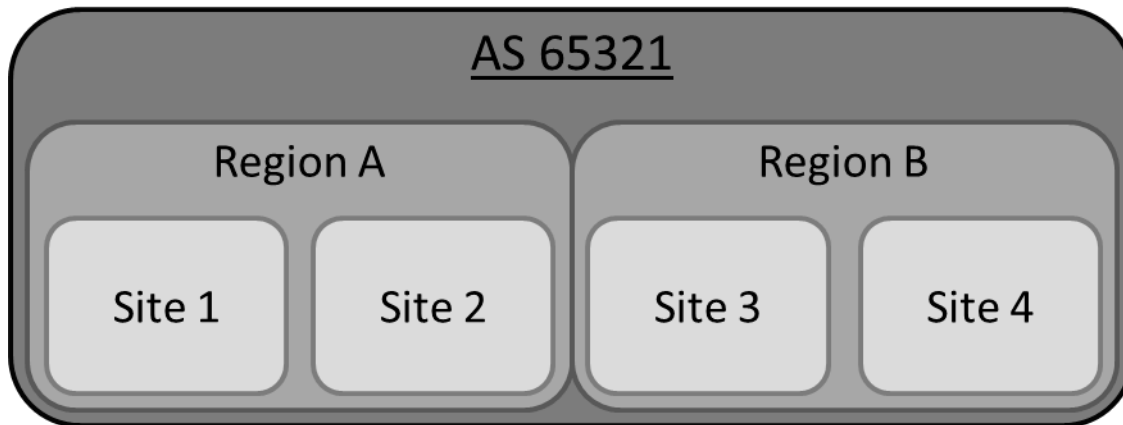 AS 65321
Region A
Region B
Site 1
Site 2
Site 3
Site 4